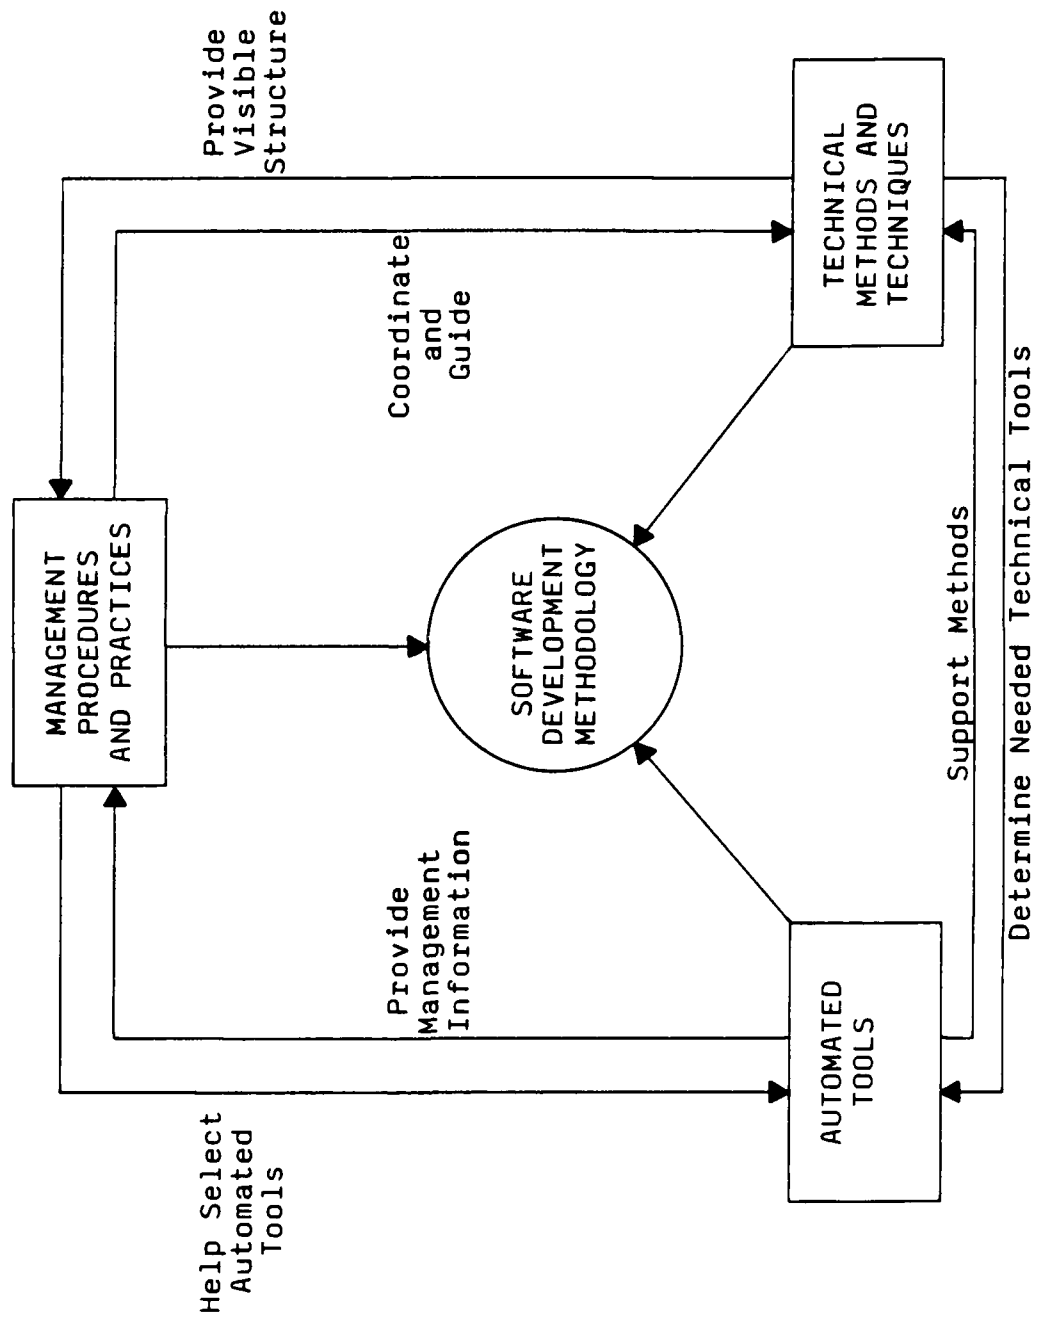 MANAGEMENT
PROCEDURES
AND PRACTICES
Help Select
Automated
Tools
Provide
Visible
Structure
Provide
Management
Information
Coordinate
and
Guide
SOFTWARE
DEVELOPMENT
METHODOLOGY
AUTOMATED
TOOLS
TECHNICAL
METHODS AND
TECHNIQUES
Support Methods
Determine Needed Technical Tools